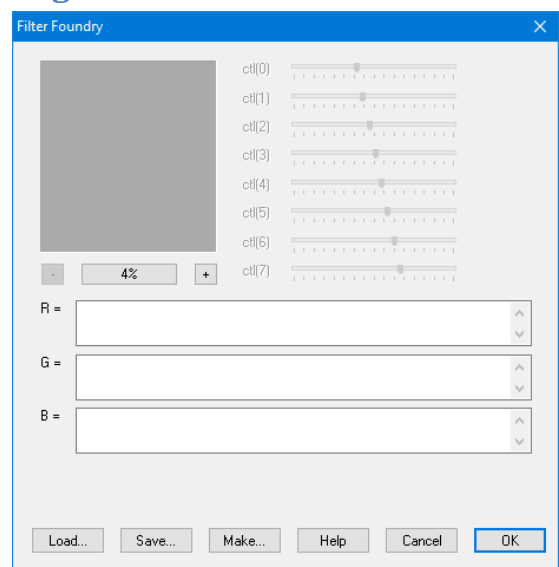 Filter Foundry
ctl(0)
ctl(1)
ctl(2)
ctl(3)
ctl(4)
ctl(5)
ctl(6)
- 4% + ctl(7)
R =
G =
B =
Load... Save... Make... Help Cancel OK